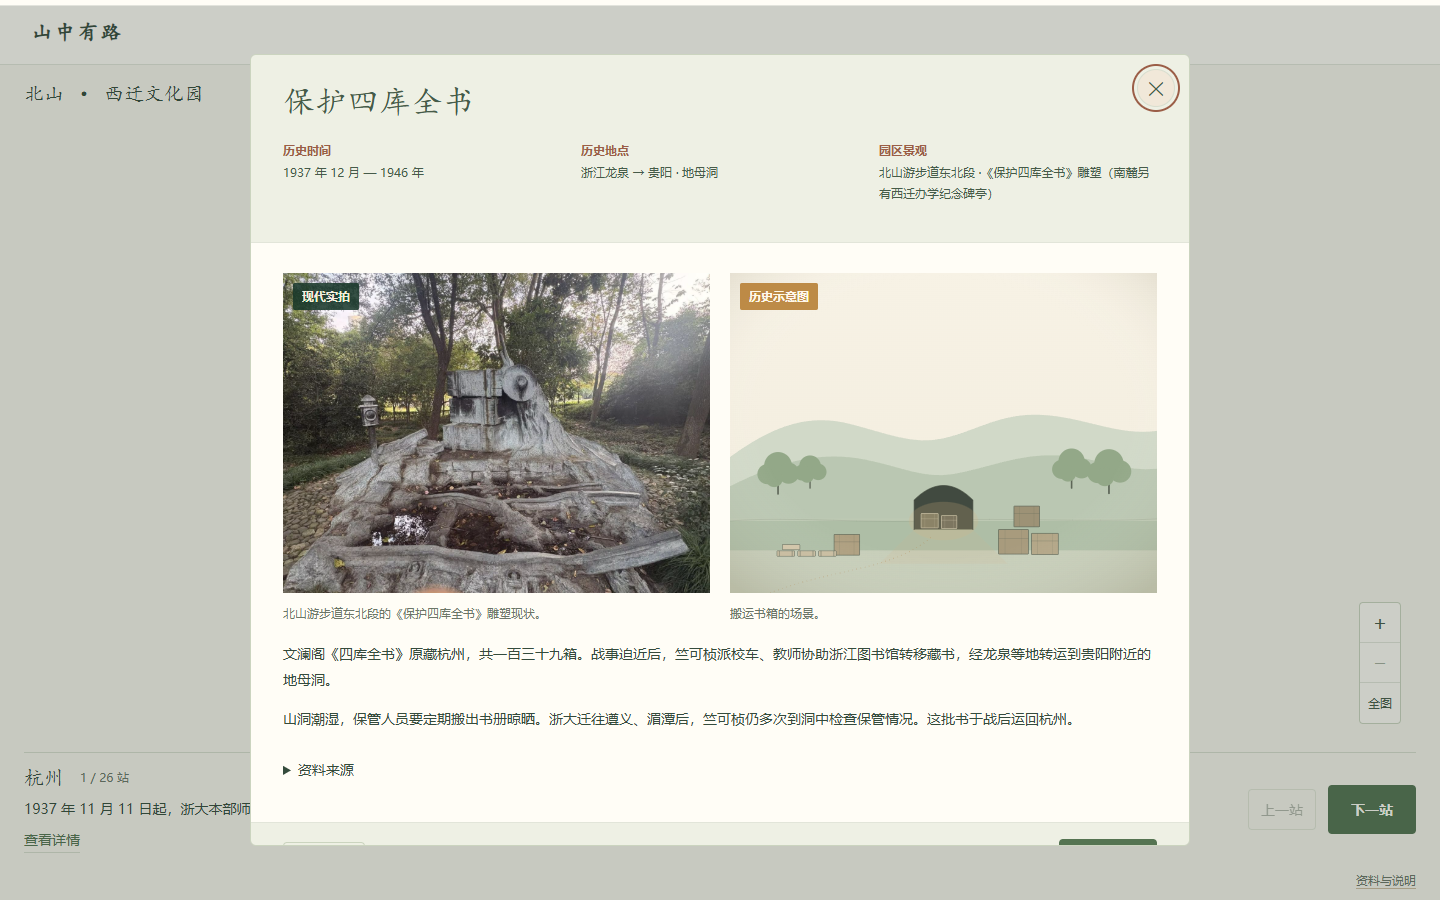 山中有路
北山 • 西迁文化园
保护四库全书
历史时间
1937 年 12 月 — 1946 年
历史地点
浙江龙泉 → 贵阳 · 地母洞
园区景观
北山游步道东北段 ·《保护四库全书》雕塑（南麓另
有西迁办学纪念碑亭）
现代实拍
历史示意图
北山游步道东北段的《保护四库全书》雕塑现状。
搬运书箱的场景。
文澜阁《四库全书》原藏杭州，共一百三十九箱。战事迫近后，竺可桢派校车、教师协助浙江图书馆转移藏书，经龙泉等地转运到贵阳附近的
地母洞。
山洞潮湿，保管人员要定期搬出书册晾晒。浙大迁往遵义、湄潭后，竺可桢仍多次到洞中检查保管情况。这批书于战后运回杭州。
▶ 资料来源
+
−
全图
杭州 1 / 26 站
1937 年 11 月 11 日起，浙大本部师
查看详情
上一站
下一站
资料与说明